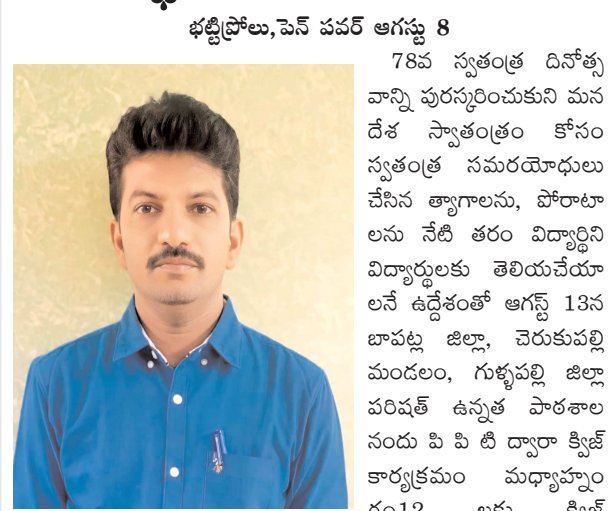 భట్టిప్రోలు,పెన్ పవర్ ఆగస్టు 8
78వ స్వతంత్ర దినోత్స
వాన్ని పురస్కరించుకుని మన
దేశ స్వాతంత్రం కోసం
స్వతంత్ర సమరయోధులు
చేసిన త్యాగాలను, పోరాటా
లను నేటి తరం విద్యార్థిని
విద్యార్థులకు తెలియచేయా
లనే ఉద్దేశంతో ఆగస్ట్ 13న
బాపట్ల జిల్లా, చెరుకుపల్లి
మండలం, గుళ్ళపల్లి జిల్లా
పరిషత్ ఉన్నత పాఠశాల
నందు పి పి టి ద్వారా క్విజ్
కార్యక్రమం మధ్యాహ్నం